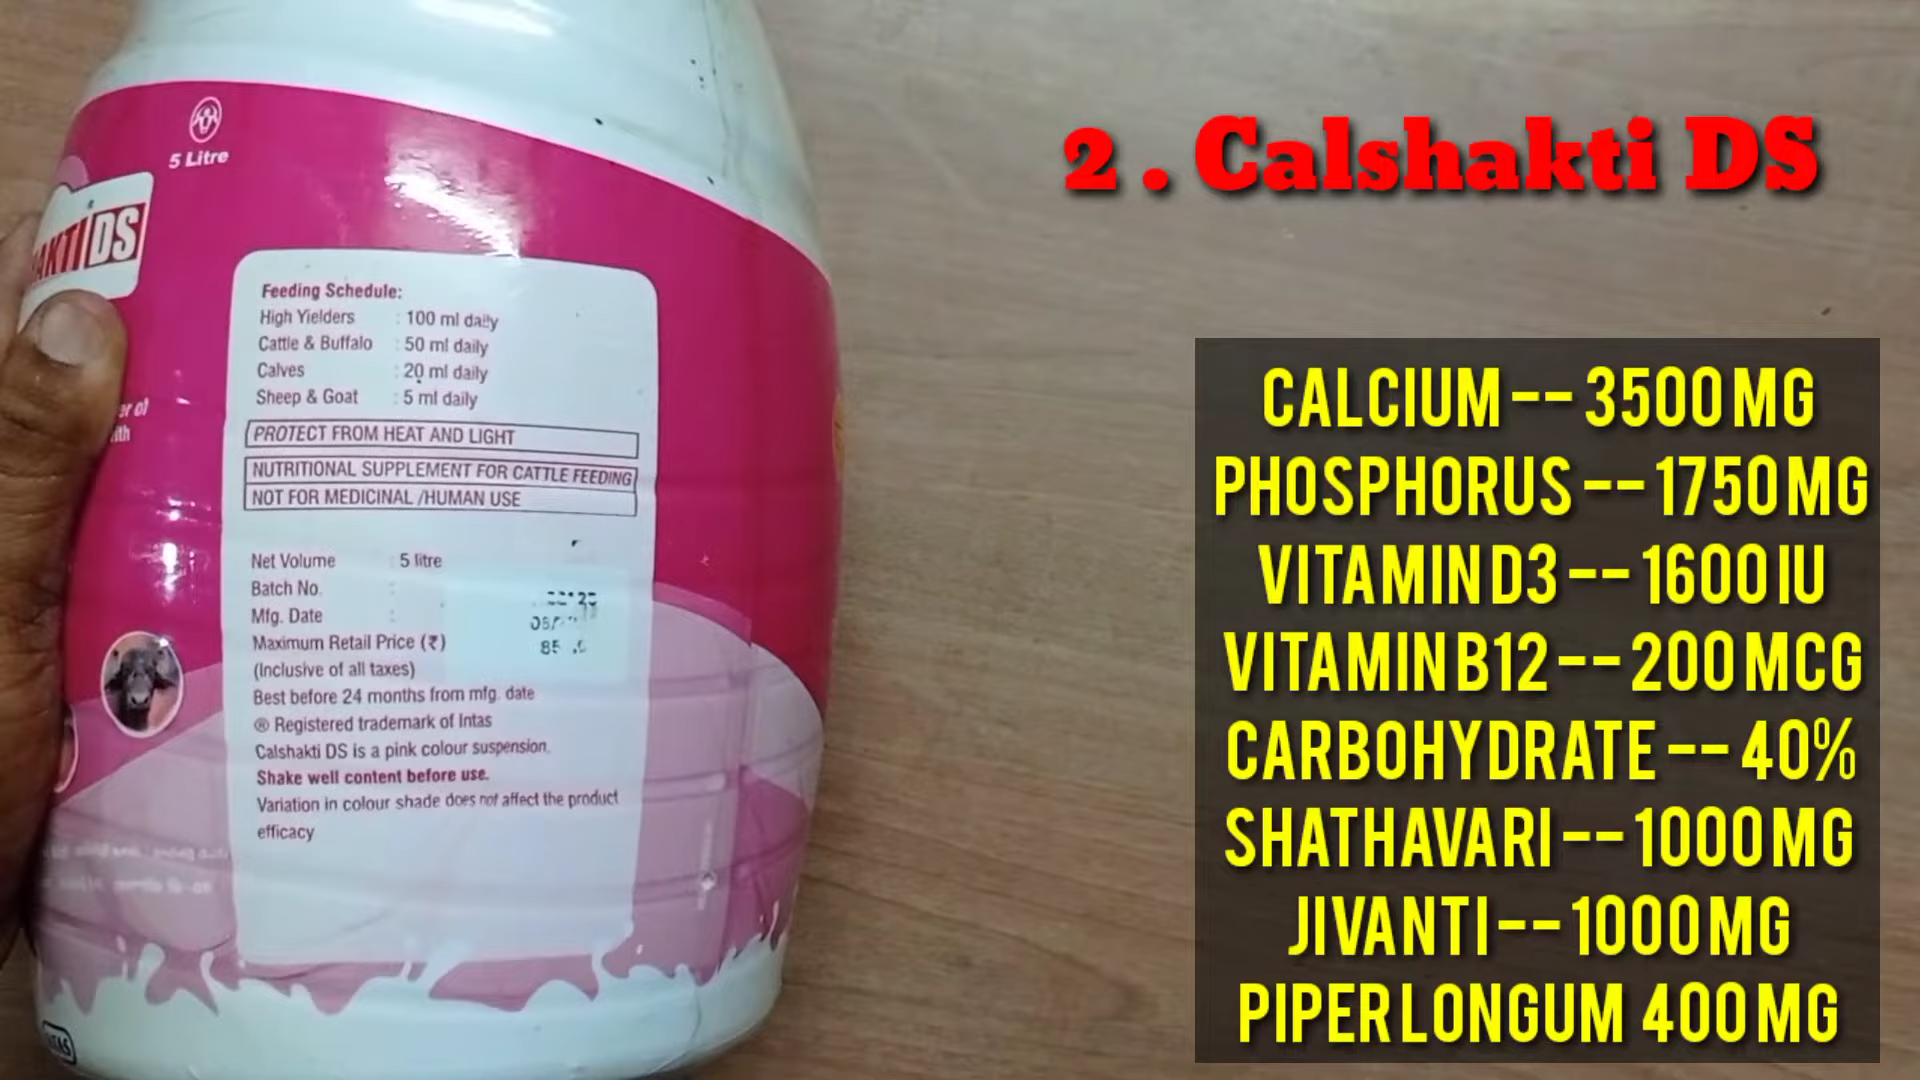 5 Litre
AKTI DS
Feeding Schedule:
High Yielders : 100 ml daily
Cattle & Buffalo : 50 ml daily
Calves : 20 ml daily
Sheep & Goat : 5 ml daily
PROTECT FROM HEAT AND LIGHT
NUTRITIONAL SUPPLEMENT FOR CATTLE FEEDING
NOT FOR MEDICINAL /HUMAN USE
Net Volume : 5 litre
Batch No. :
Mfg. Date :
Maximum Retail Price (₹)
(Inclusive of all taxes)
Best before 24 months from mfg. date
® Registered trademark of Intas
Calshakti DS is a pink colour suspension.
Shake well content before use.
Variation in colour shade does not affect the product
efficacy
2 . Calshakti DS
CALCIUM -- 3500 MG
PHOSPHORUS -- 1750 MG
VITAMIN D3 -- 1600 IU
VITAMIN B12 -- 200 MCG
CARBOHYDRATE -- 40%
SHATHAVARI -- 1000 MG
JIVANTI -- 1000 MG
PIPER LONGUM 400 MG